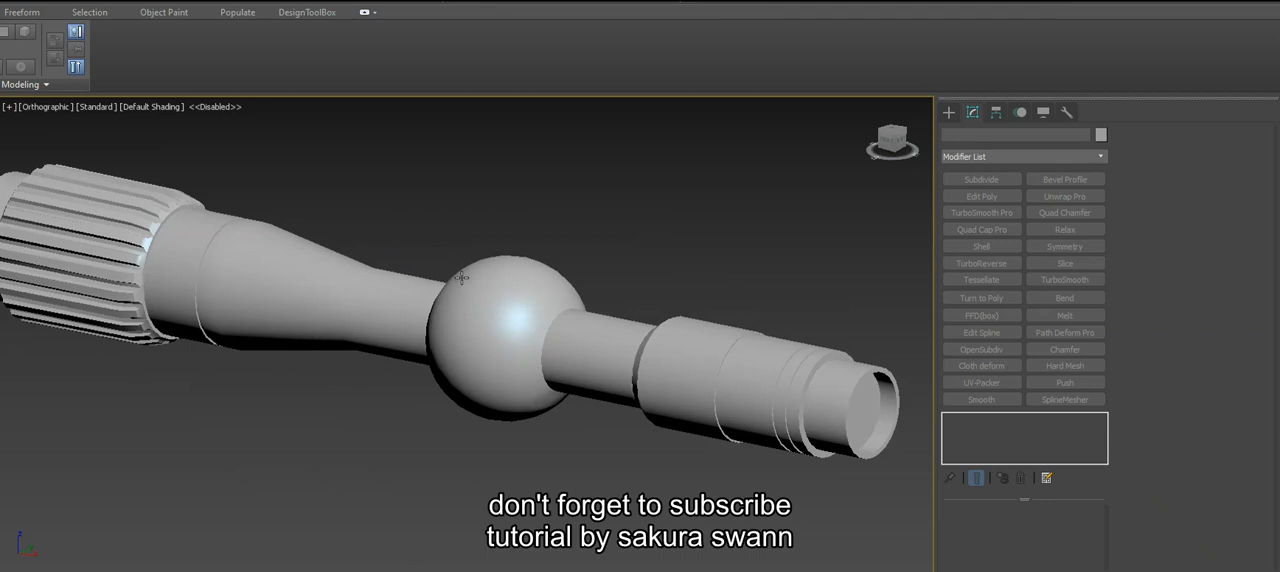 Freeform Selection Object Paint Populate DesignToolBox
Modeling
[+] [Orthographic] [Standard] [Default Shading] <<Disabled>>
Modifier List
Subdivide Bevel Profile
Edit Poly Unwrap Pro
TurboSmooth Pro Quad Chamfer
Quad Cap Pro Relax
Shell Symmetry
TurboReverse Slice
Tessellate TurboSmooth
Turn to Poly Bend
FFD(box) Melt
Edit Spline Path Deform Pro
OpenSubdiv Chamfer
Cloth deform Hard Mesh
UV-Packer Push
Smooth SplineMesher
z
don't forget to subscribe
tutorial by sakura swann